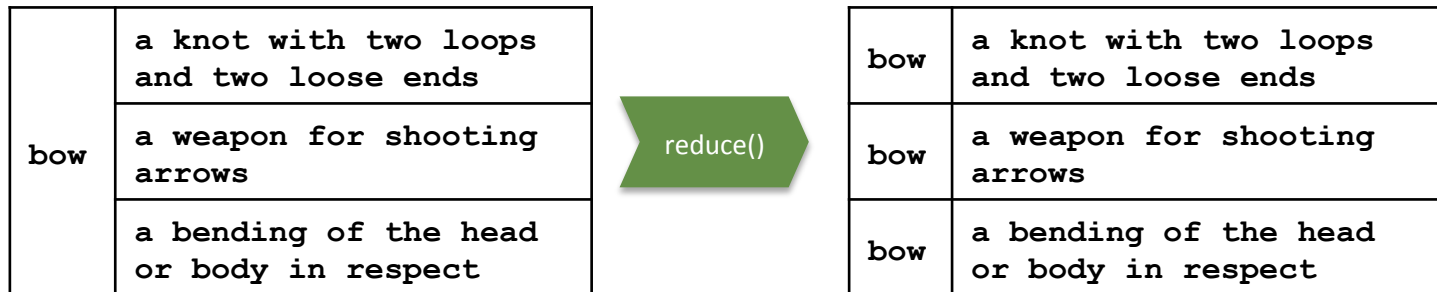 bow
a knot with two loops
and two loose ends
a weapon for shooting
arrows
a bending of the head
or body in respect
reduce()
bow
a knot with two loops
and two loose ends
bow
a weapon for shooting
arrows
bow
a bending of the head
or body in respect